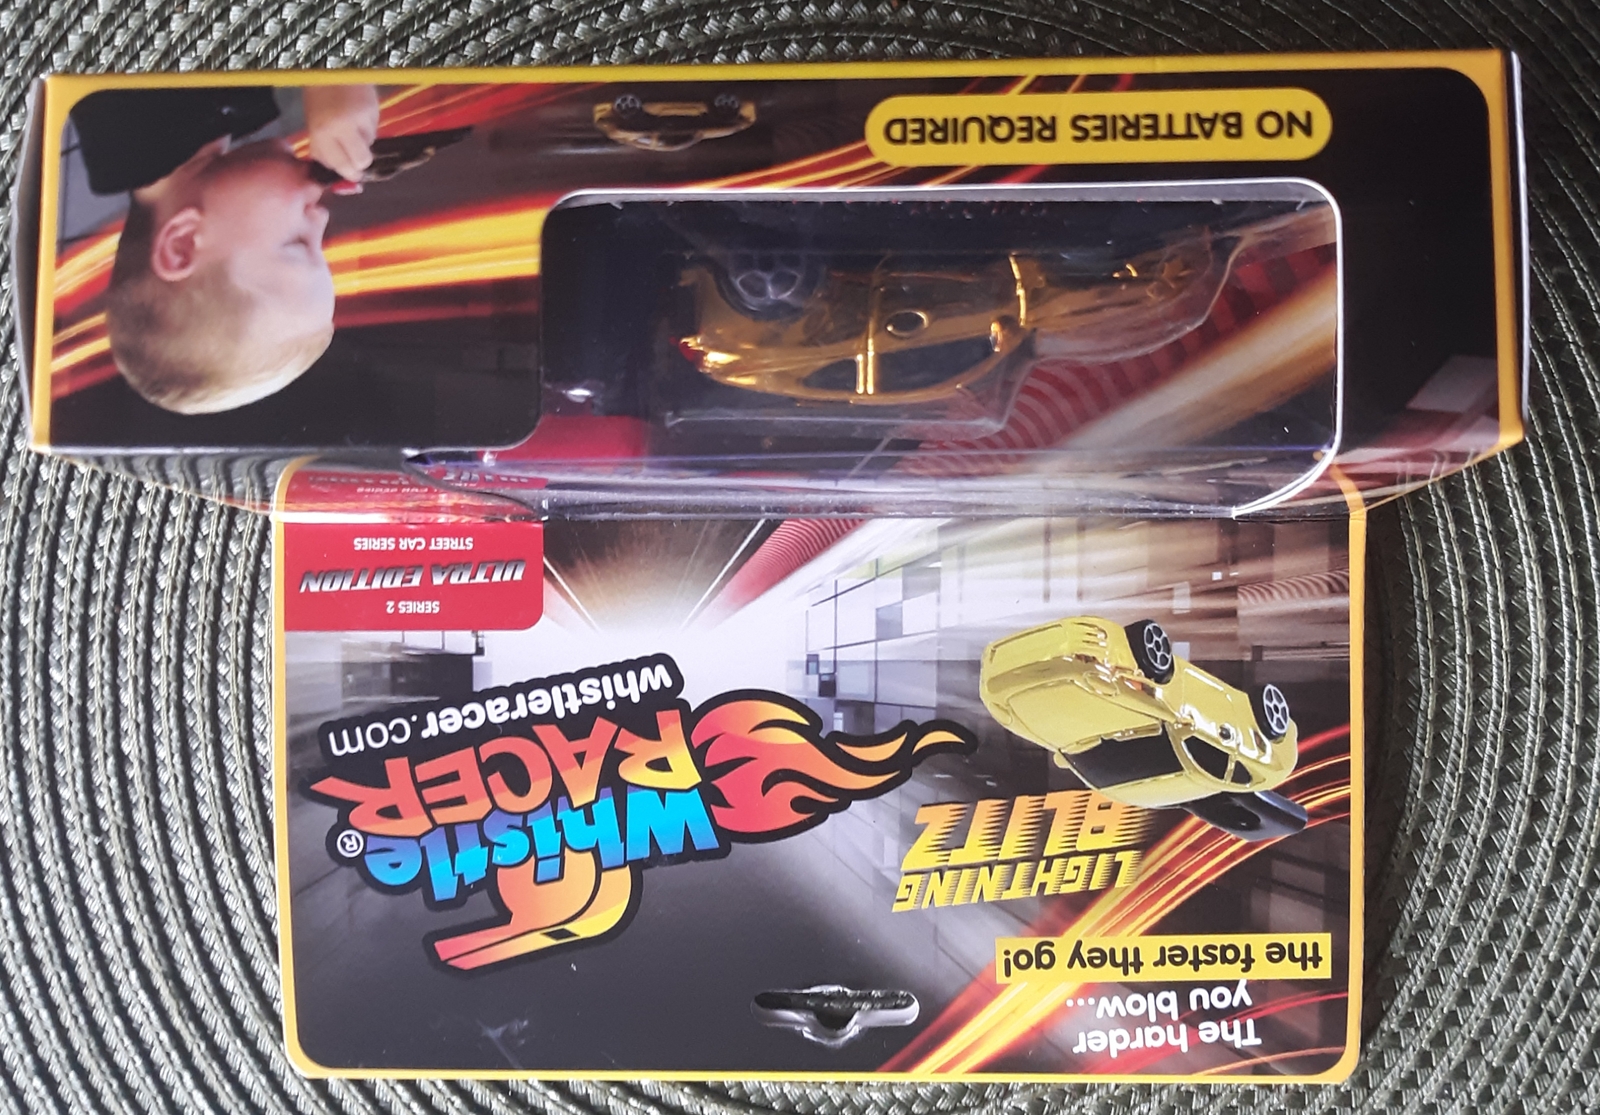 The harder
you blow...
the faster they go!
LIGHTNING
BLITZ
Whistle®
RACER
whistleracer.com
SERIES 2
ULTRA EDITION
STREET CAR SERIES
NO BATTERIES REQUIRED